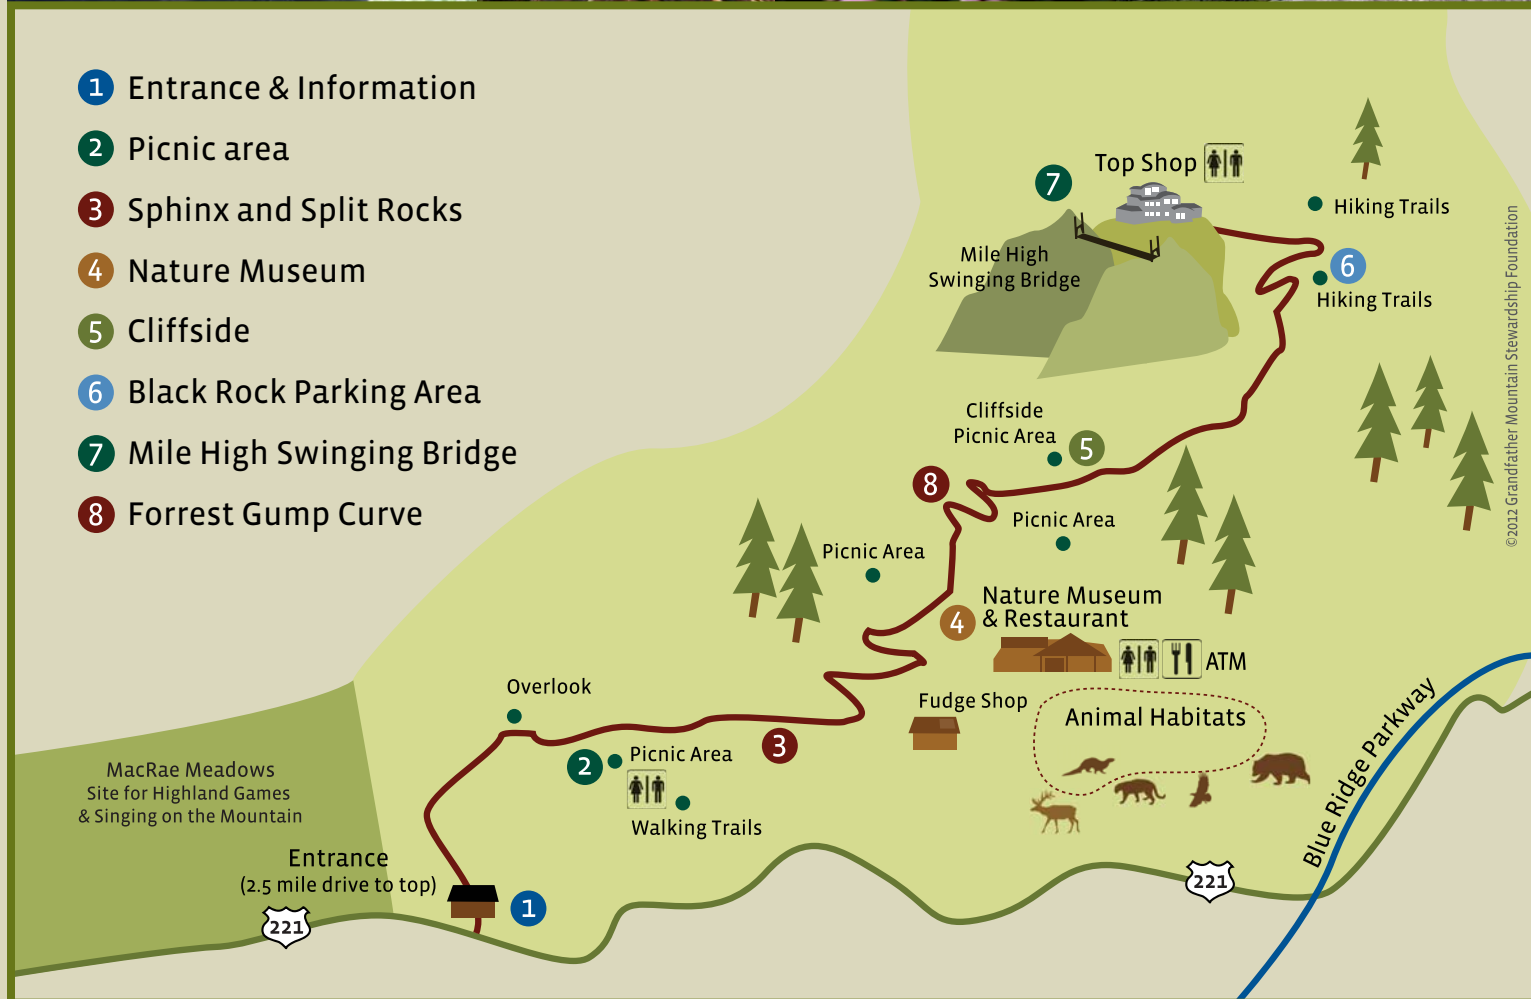 1 Entrance & Information
2 Picnic area
3 Sphinx and Split Rocks
4 Nature Museum
5 Cliffside
6 Black Rock Parking Area
7 Mile High Swinging Bridge
8 Forrest Gump Curve
Top Shop
7
Hiking Trails
Mile High
Swinging Bridge
6
Hiking Trails
Cliffside
Picnic Area
5
8
Picnic Area
Picnic Area
Nature Museum
& Restaurant
4
ATM
Overlook
Fudge Shop
Animal Habitats
3
Picnic Area
2
Walking Trails
MacRae Meadows
Site for Highland Games
& Singing on the Mountain
Entrance
(2.5 mile drive to top)
1
221
221
Blue Ridge Parkway
©2012 Grandfather Mountain Stewardship Foundation